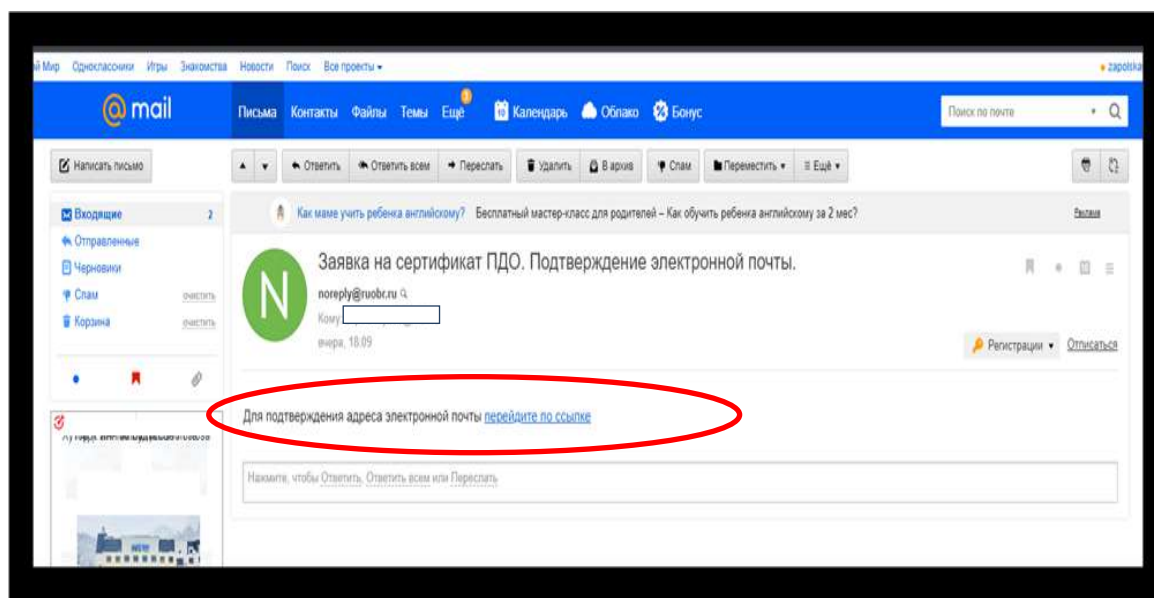 й Мир Одноклассники Игры Знакомства Новости Поиск Все проекты
zapolska
@mail
Письма Контакты Файлы Темы Ещё 3 10 Календарь Облако Бонус
Поиск по почте
Написать письмо
Ответить Ответить всем Переслать Удалить В архив Спам Переместить Ещё
Входящие 2
Отправленные
Черновики
Спам очистить
Корзина очистить
Как маме учить ребенка английскому? Бесплатный мастер-класс для родителей – Как обучить ребенка английскому за 2 мес?
Реклама
N
Заявка на сертификат ПДО. Подтверждение электронной почты.
noreply@ruobr.ru
Кому:
вчера, 18:09
Регистрации Отписаться
Для подтверждения адреса электронной почты перейдите по ссылке
Нажмите, чтобы Ответить, Ответить всем или Переслать